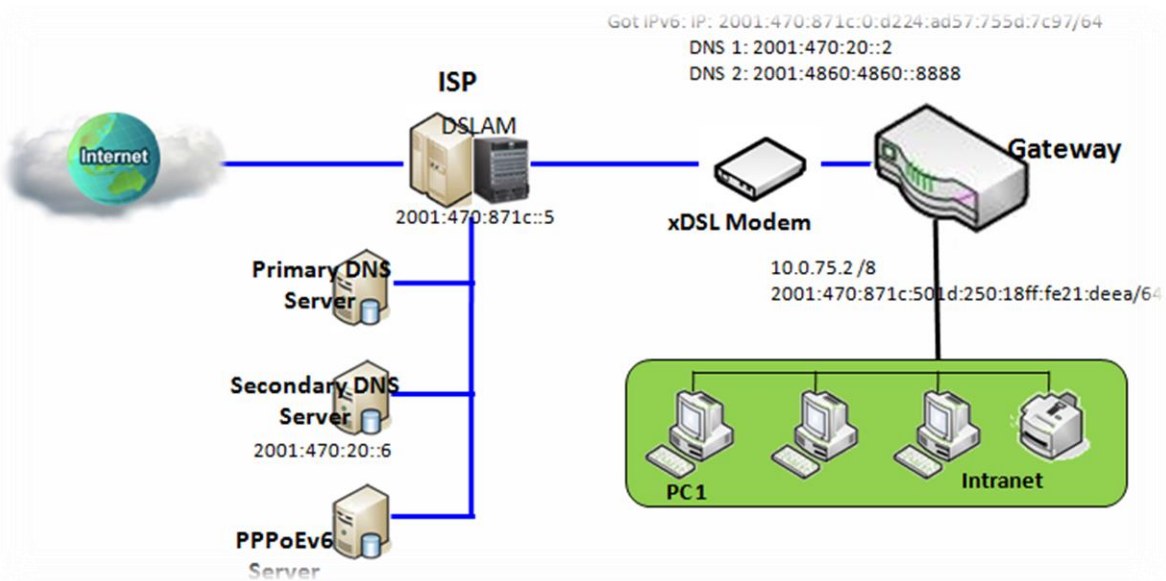 Got IPv6: IP: 2001:470:871c:0:d224:ad57:755d:7c97/64
DNS 1: 2001:470:20::2
DNS 2: 2001:4860:4860::8888
ISP
DSLAM
Internet
Gateway
2001:470:871c::5
xDSL Modem
Primary DNS
Server
10.0.75.2 /8
2001:470:871c:501d:250:18ff:fe21:deea/64
Secondary DNS
Server
2001:470:20::6
PC1
Intranet
PPPoEv6
Server